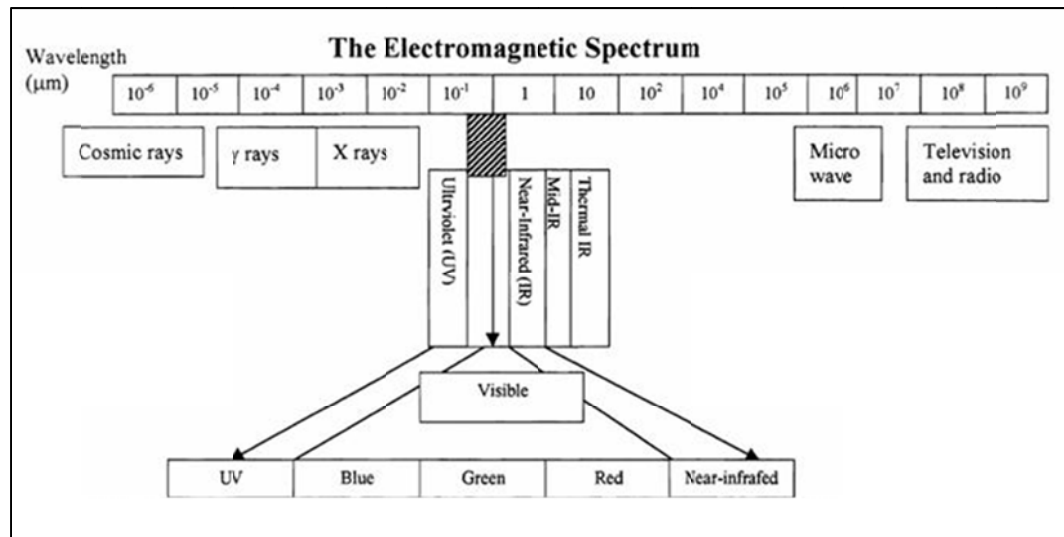 The Electromagnetic Spectrum
Wavelength
(μm)
10⁻⁶ 10⁻⁵ 10⁻⁴ 10⁻³ 10⁻² 10⁻¹ 1 10 10² 10⁴ 10⁵ 10⁶ 10⁷ 10⁸ 10⁹
Cosmic rays
γ rays
X rays
Micro
wave
Television
and radio
Ultrviolet (UV)
Near-Infrared (IR)
Mid-IR
Thermal IR
Visible
UV Blue Green Red Near-infrafed